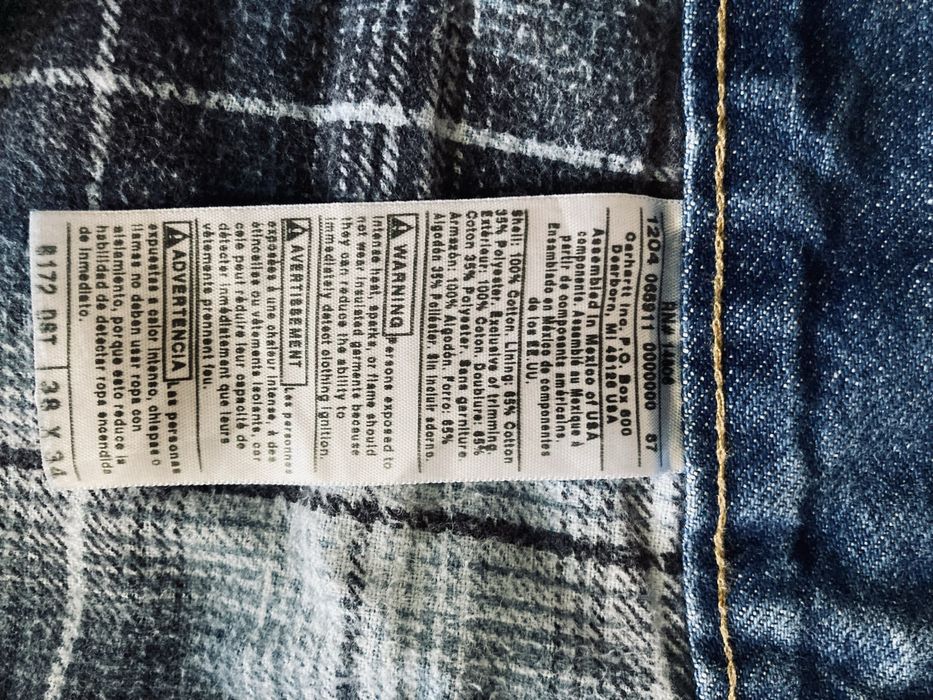 RN# 14806
1204 065911 0000000 87
Carhartt Inc, P.O. Box 600
Dearborn, MI 48126 USA
Assembled in Mexico of USA
components. Assemblé au Mexique à
partir de composants américains.
Ensamblado en México de componentes
de los EE.UU.
Shell: 100% Cotton. Lining: 65% Cotton
35% Polyester. Exclusive of trimming.
Extérieur: 100% Coton. Doublure: 65%
Coton 35% Polyester. Sans garniture.
Armazón: 100% Algodón. Forro: 65%
Algodón 35% Poliéster. Sin incluir adorno.
WARNING Persons exposed to
intense heat, sparks, or flame should
not wear insulated garments because
they can reduce the ability to
immediately detect clothing ignition.
AVERTISSEMENT Les personnes
exposées à une chaleur intense à des
étincelles ou vêtements isolants, car
cela peut réduire leur capacité de
détecter immédiatement que leurs
vêtements prennent feu.
ADVERTENCIA Las personas
expuestas a calor intenso, chispas o
llamas no deben usar ropa con
aislamiento, porque esto reduce la
habilidad de detectar ropa encendida
de inmediato.
B172 DST 38 X 34